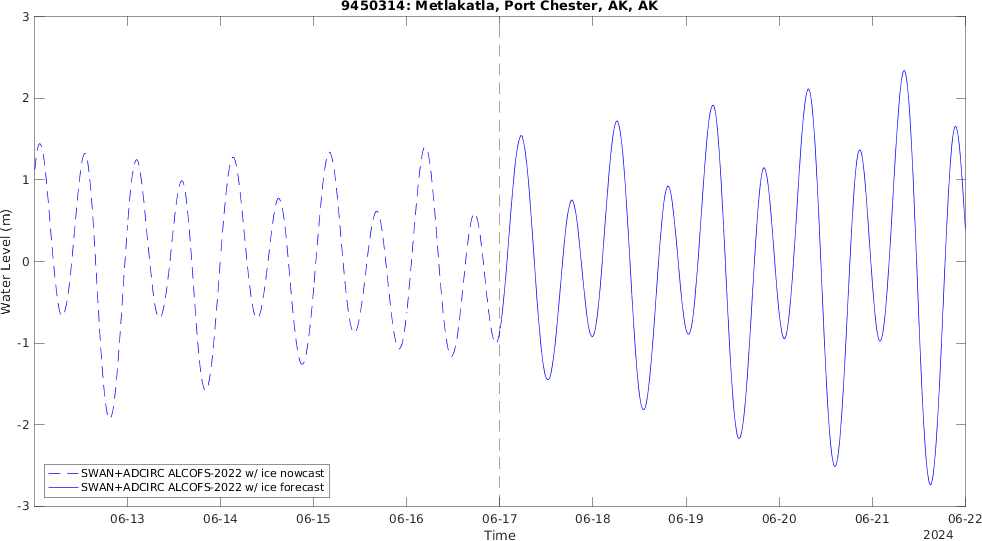 9450314: Metlakatla, Port Chester, AK, AK
3
2
1
0
-1
-2
-3
Water Level (m)
SWAN+ADCIRC ALCOFS-2022 w/ ice nowcast
SWAN+ADCIRC ALCOFS-2022 w/ ice forecast
06-13 06-14 06-15 06-16 06-17 06-18 06-19 06-20 06-21 06-22
Time
2024